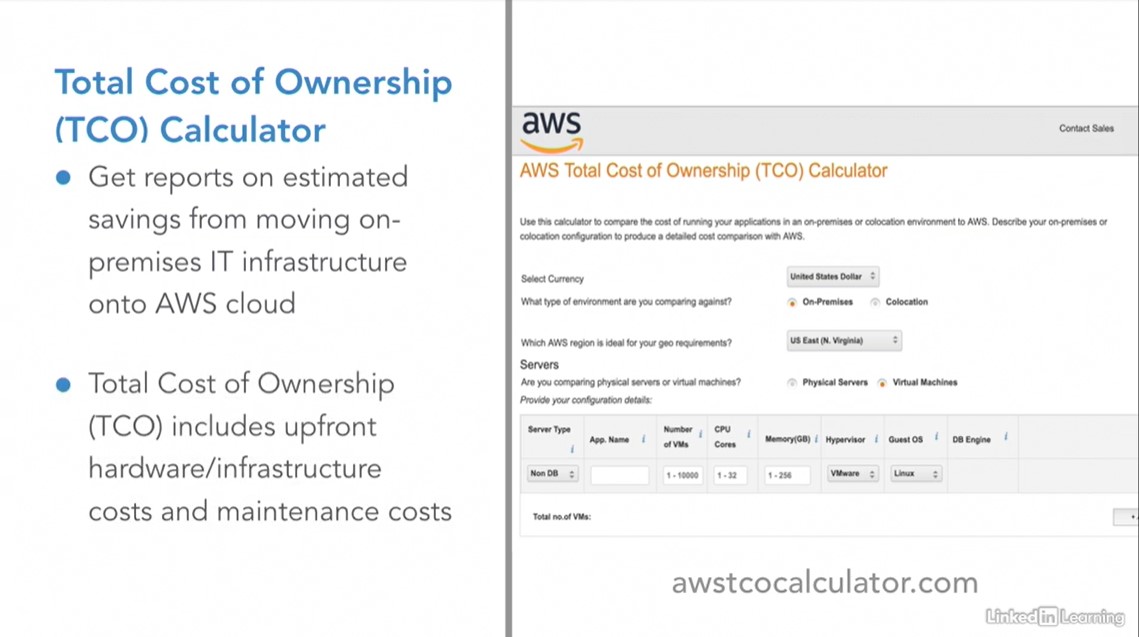 Total Cost of Ownership
(TCO) Calculator
Get reports on estimated
savings from moving on-
premises IT infrastructure
onto AWS cloud
Total Cost of Ownership
(TCO) includes upfront
hardware/infrastructure
costs and maintenance costs
aws
Contact Sales
AWS Total Cost of Ownership (TCO) Calculator
Use this calculator to compare the cost of running your applications in an on-premises or colocation environment to AWS. Describe your on-premises or
colocation configuration to produce a detailed cost comparison with AWS.
Select Currency United States Dollar
What type of environment are you comparing against? On-Premises Colocation
Which AWS region is ideal for your geo requirements? US East (N. Virginia)
Servers
Are you comparing physical servers or virtual machines? Physical Servers Virtual Machines
Provide your configuration details:
Server Type i App. Name i Number of VMs i CPU Cores i Memory(GB) i Hypervisor i Guest OS i DB Engine i
Non DB 1 - 10000 1 - 32 1 - 256 VMware Linux
Total no.of VMs:
awstcocalculator.com
Linked in Learning